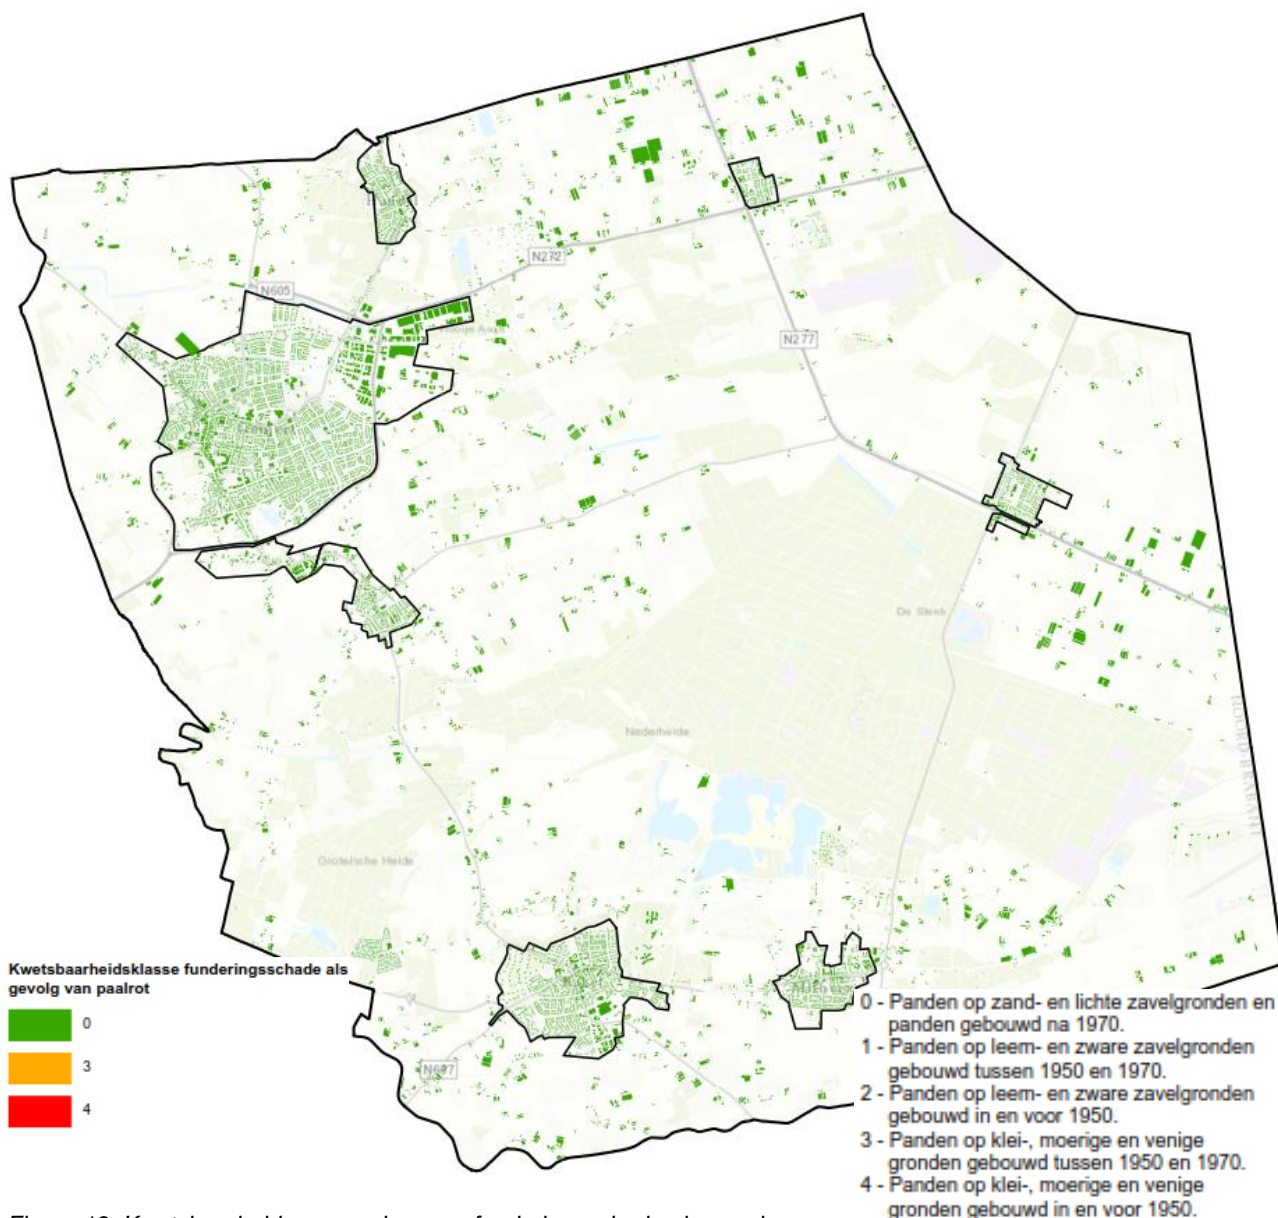 N272
N605
N277
De Slenk
Nederheide
NOORD-BRABANT
Grotelsche Heide
Kwetsbaarheidsklasse funderingsschade als
gevolg van paalrot
0
3
4
N607
0 - Panden op zand- en lichte zavelgronden en
panden gebouwd na 1970.
1 - Panden op leem- en zware zavelgronden
gebouwd tussen 1950 en 1970.
2 - Panden op leem- en zware zavelgronden
gebouwd in en voor 1950.
3 - Panden op klei-, moerige en venige
gronden gebouwd tussen 1950 en 1970.
4 - Panden op klei-, moerige en venige
gronden gebouwd in en voor 1950.